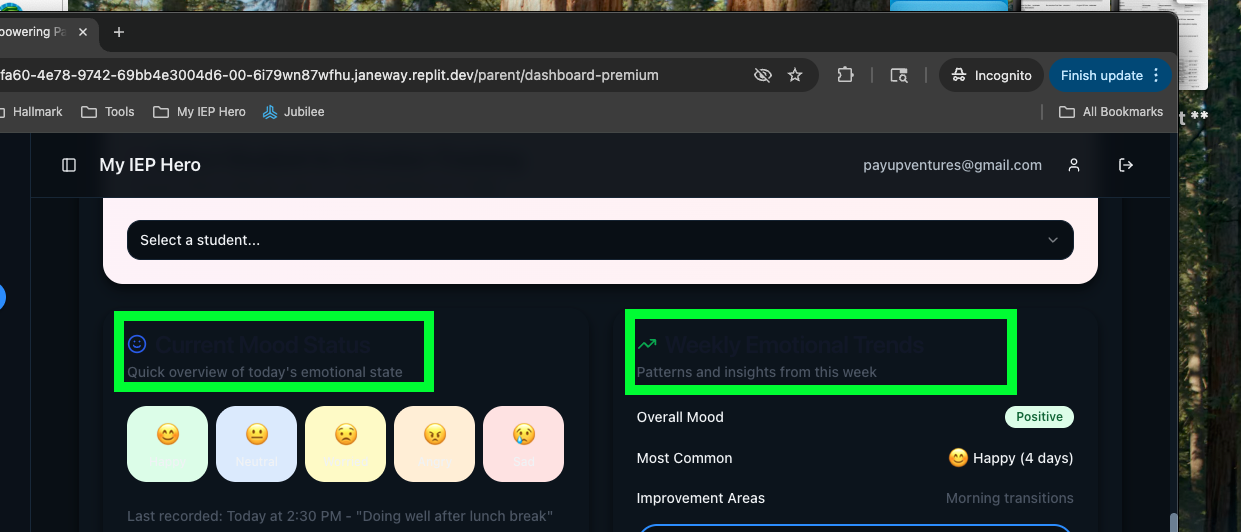 powering Pa
fa60-4e78-9742-69bb4e3004d6-00-6i79wn87wfhu.janeway.replit.dev/parent/dashboard-premium
Incognito
Finish update
Hallmark
Tools
My IEP Hero
Jubilee
All Bookmarks
t **
My IEP Hero
payupventures@gmail.com
Select a student...
Current Mood Status
Quick overview of today's emotional state
Weekly Emotional Trends
Patterns and insights from this week
Neutral
Sad
Overall Mood
Positive
Most Common
😊 Happy (4 days)
Improvement Areas
Morning transitions
Last recorded: Today at 2:30 PM - "Doing well after lunch break"